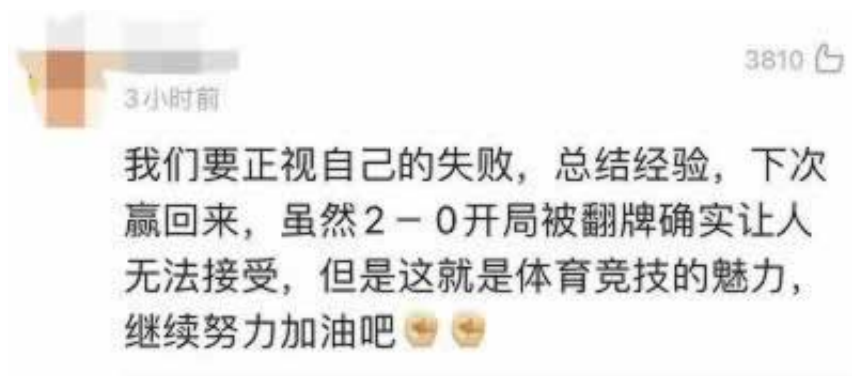 3810
3小时前
我们要正视自己的失败，总结经验，下次
赢回来，虽然2－0开局被翻牌确实让人
无法接受，但是这就是体育竞技的魅力，
继续努力加油吧✊✊